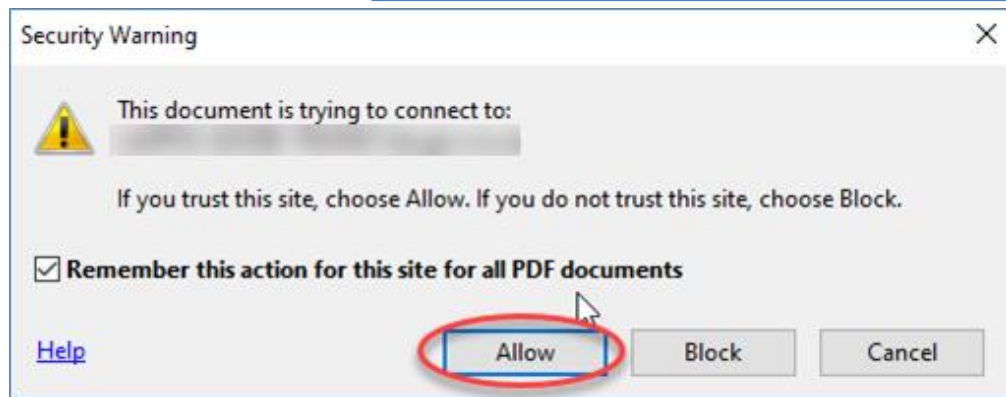 Security Warning
This document is trying to connect to:
If you trust this site, choose Allow. If you do not trust this site, choose Block.
Remember this action for this site for all PDF documents
Help
Allow
Block
Cancel